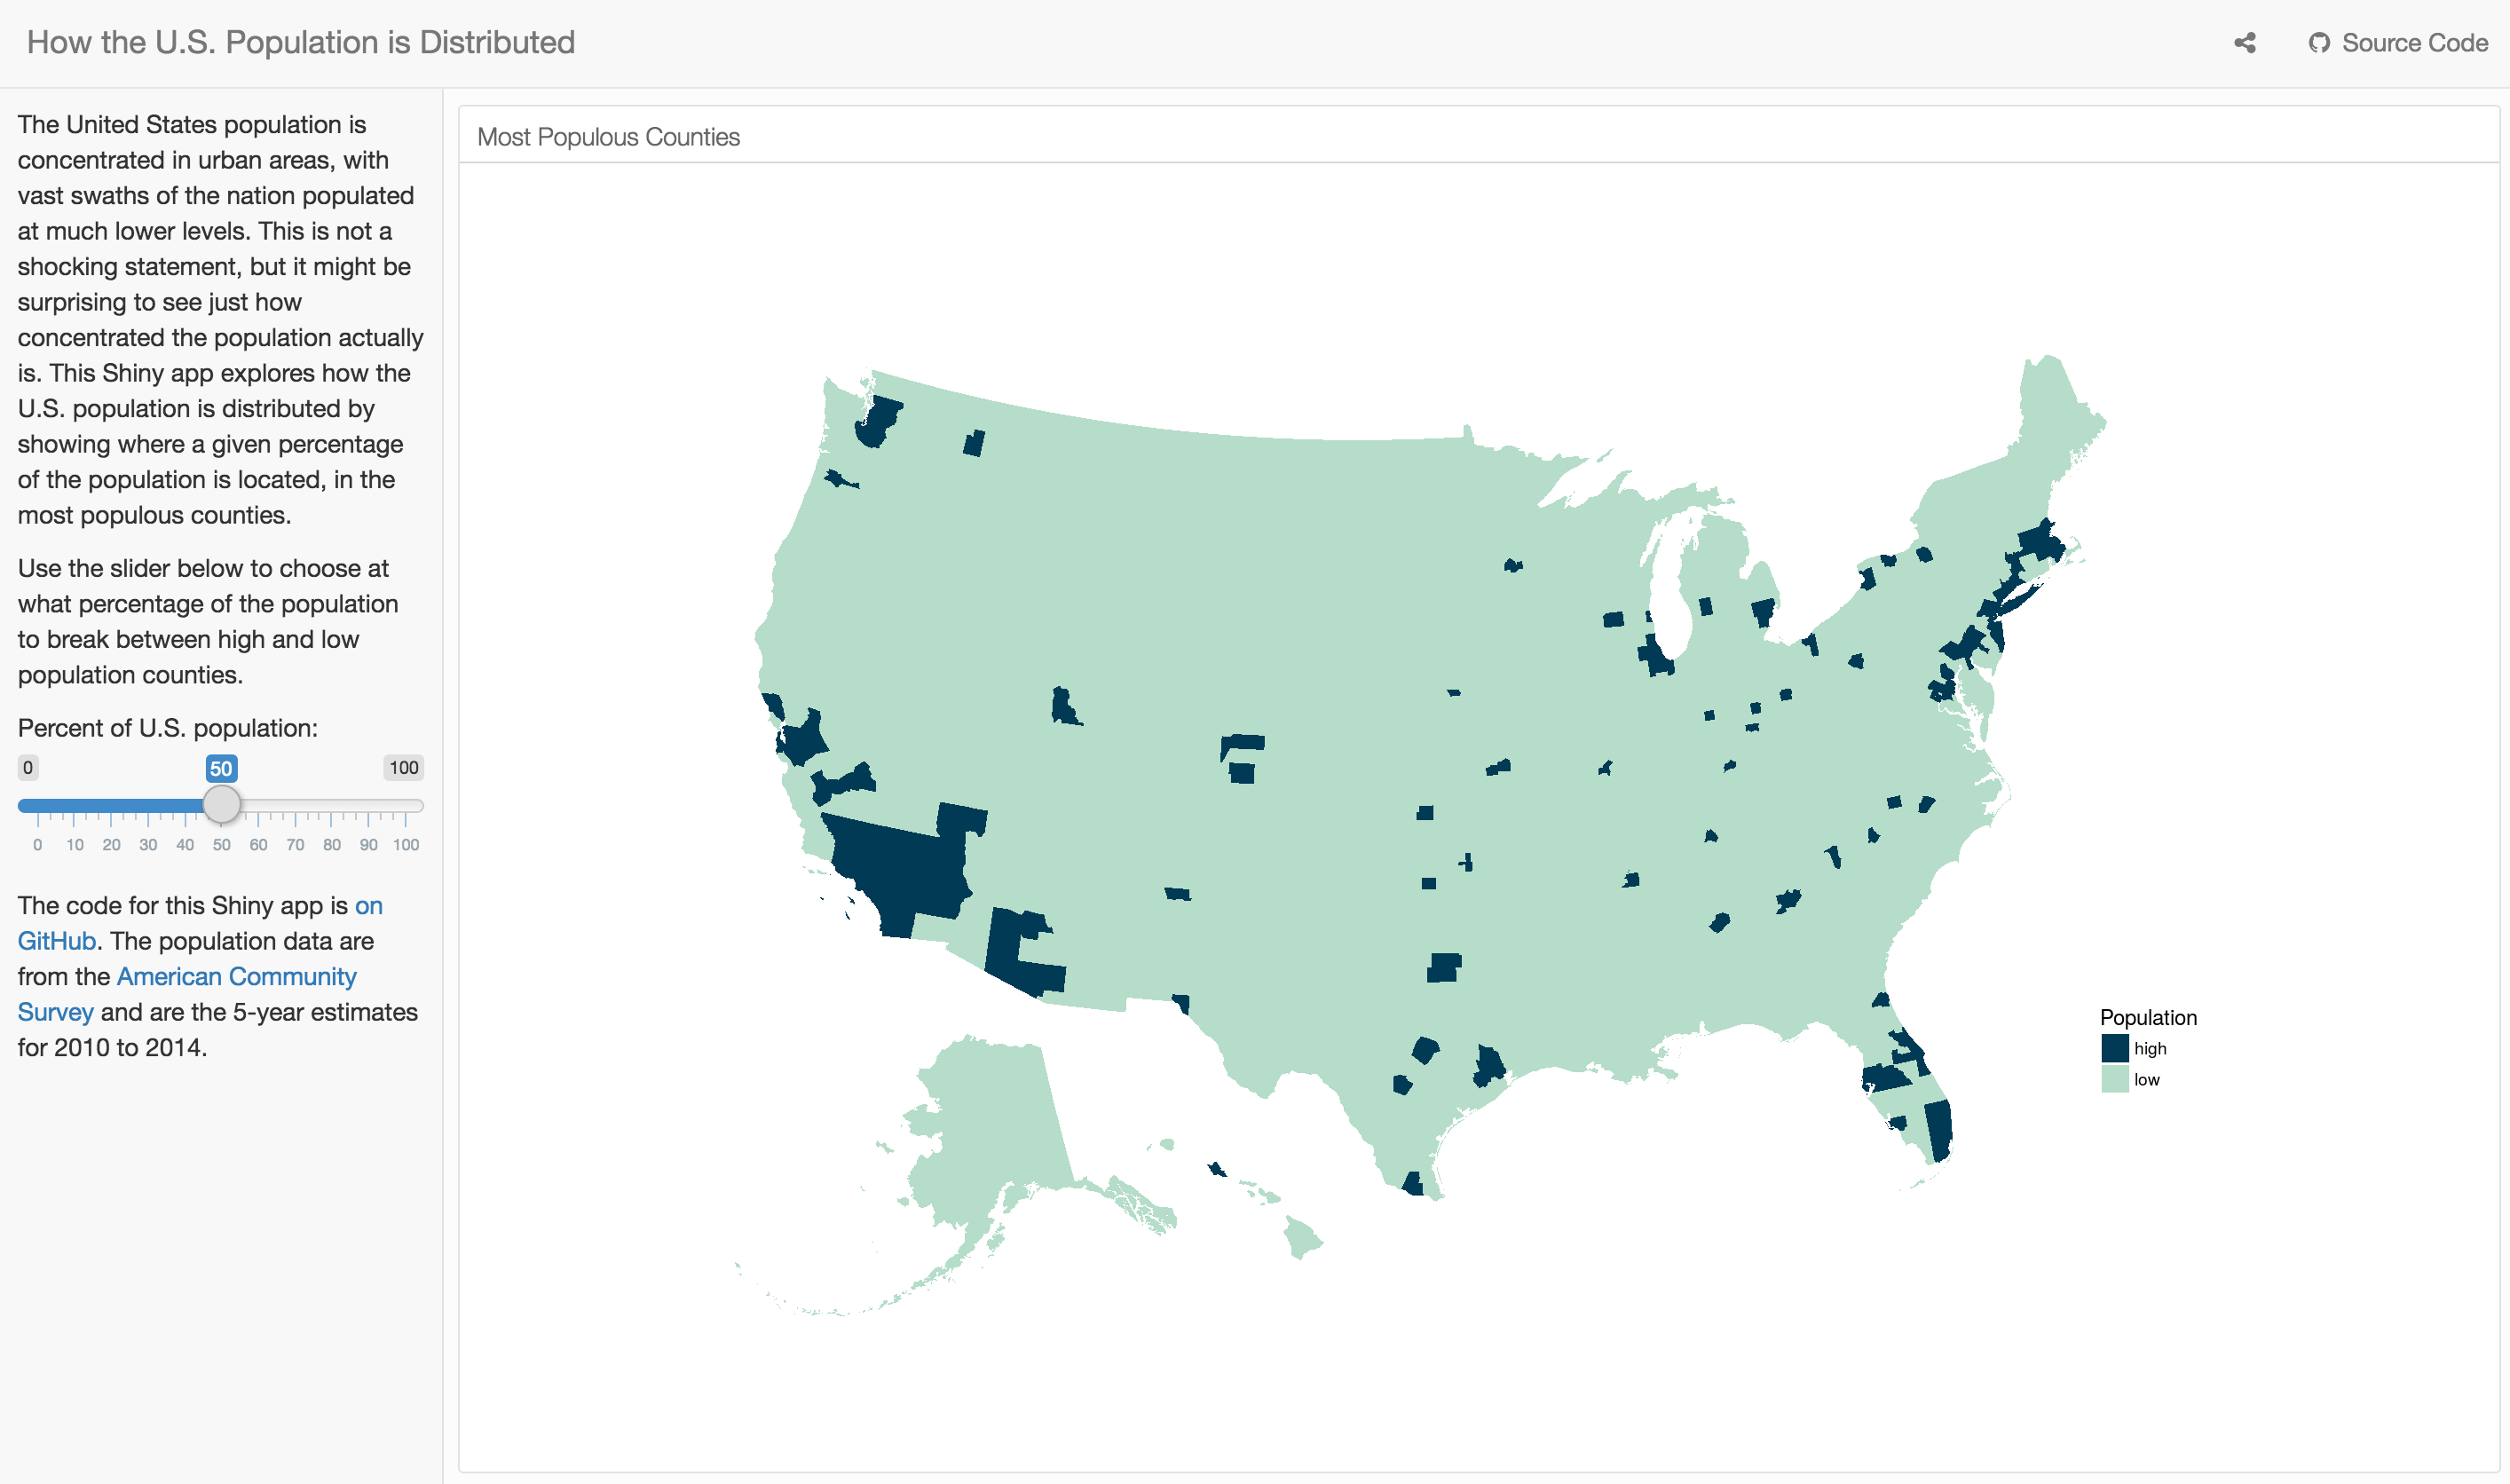 How the U.S. Population is Distributed
Source Code
The United States population is
concentrated in urban areas, with
vast swaths of the nation populated
at much lower levels. This is not a
shocking statement, but it might be
surprising to see just how
concentrated the population actually
is. This Shiny app explores how the
U.S. population is distributed by
showing where a given percentage
of the population is located, in the
most populous counties.
Use the slider below to choose at
what percentage of the population
to break between high and low
population counties.
Percent of U.S. population:
0 50 100
0 10 20 30 40 50 60 70 80 90 100
The code for this Shiny app is on
GitHub. The population data are
from the American Community
Survey and are the 5-year estimates
for 2010 to 2014.
Most Populous Counties
Population
high
low